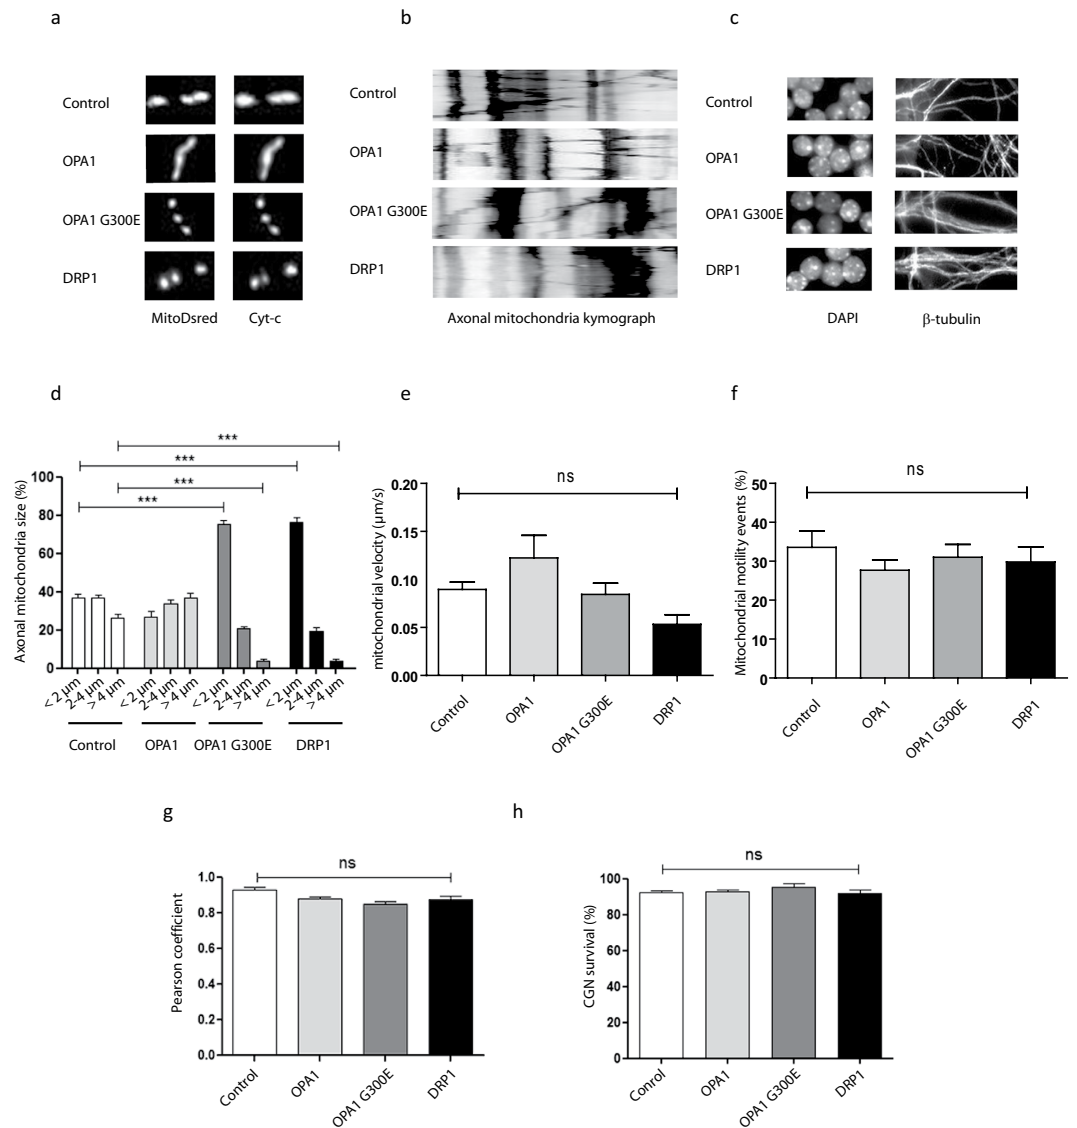 a
b
c
Control
OPA1
OPA1 G300E
DRP1
MitoDsred
Cyt-c
Control
OPA1
OPA1 G300E
DRP1
Axonal mitochondria kymograph
Control
OPA1
OPA1 G300E
DRP1
DAPI
β-tubulin
d
***
***
***
***
Axonal mitochondria size (%)
100
80
60
40
20
0
< 2 μm
2-4 μm
> 4 μm
< 2 μm
2-4 μm
> 4 μm
< 2 μm
2-4 μm
> 4 μm
< 2 μm
2-4 μm
> 4 μm
Control
OPA1
OPA1 G300E
DRP1
e
ns
mitochondrial velocity (μm/s)
0.20
0.15
0.10
0.05
0.00
Control
OPA1
OPA1 G300E
DRP1
f
ns
Mitochondrial motility events (%)
50
40
30
20
10
0
Control
OPA1
OPA1 G300E
DRP1
g
ns
Pearson coefficient
1.0
0.8
0.6
0.4
0.2
0.0
Control
OPA1
OPA1 G300E
DRP1
h
ns
CGN survival (%)
100
80
60
40
20
0
Conrol
OPA1
OPA1 G300E
DRP1